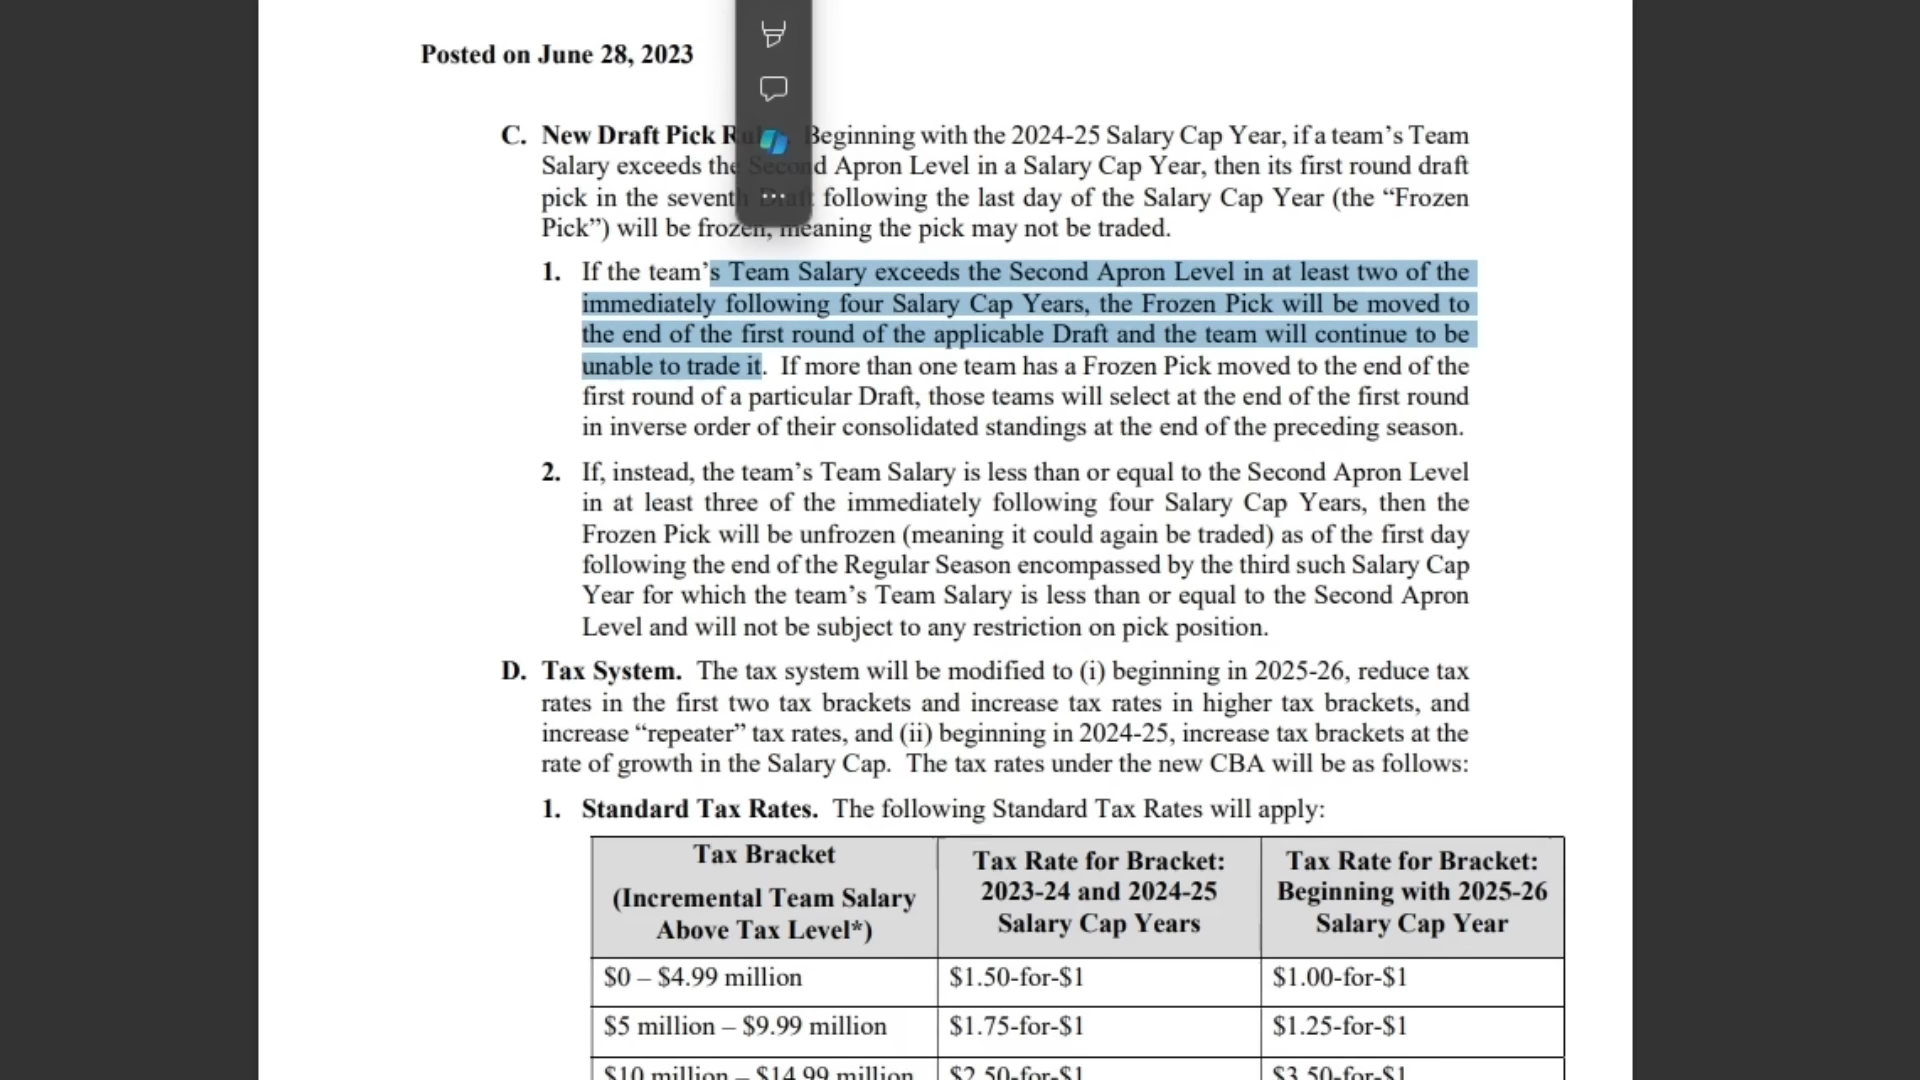 Posted on June 28, 2023
C. New Draft Pick Beginning with the 2024-25 Salary Cap Year, if a team’s Team
Salary exceeds the Second Apron Level in a Salary Cap Year, then its first round draft
pick in the seventh Draft following the last day of the Salary Cap Year (the “Frozen
Pick”) will be frozen, meaning the pick may not be traded.
1. If the team’s Team Salary exceeds the Second Apron Level in at least two of the
immediately following four Salary Cap Years, the Frozen Pick will be moved to
the end of the first round of the applicable Draft and the team will continue to be
unable to trade it. If more than one team has a Frozen Pick moved to the end of the
first round of a particular Draft, those teams will select at the end of the first round
in inverse order of their consolidated standings at the end of the preceding season.
2. If, instead, the team’s Team Salary is less than or equal to the Second Apron Level
in at least three of the immediately following four Salary Cap Years, then the
Frozen Pick will be unfrozen (meaning it could again be traded) as of the first day
following the end of the Regular Season encompassed by the third such Salary Cap
Year for which the team’s Team Salary is less than or equal to the Second Apron
Level and will not be subject to any restriction on pick position.
D. Tax System. The tax system will be modified to (i) beginning in 2025-26, reduce tax
rates in the first two tax brackets and increase tax rates in higher tax brackets, and
increase “repeater” tax rates, and (ii) beginning in 2024-25, increase tax brackets at the
rate of growth in the Salary Cap. The tax rates under the new CBA will be as follows:
1. Standard Tax Rates. The following Standard Tax Rates will apply:
Tax Bracket
(Incremental Team Salary
Above Tax Level*)
Tax Rate for Bracket:
2023-24 and 2024-25
Salary Cap Years
Tax Rate for Bracket:
Beginning with 2025-26
Salary Cap Year
$0 – $4.99 million
$1.50-for-$1
$1.00-for-$1
$5 million – $9.99 million
$1.75-for-$1
$1.25-for-$1
$10 million – $14.99 million
$2.50-for-$1
$3.50-for-$1